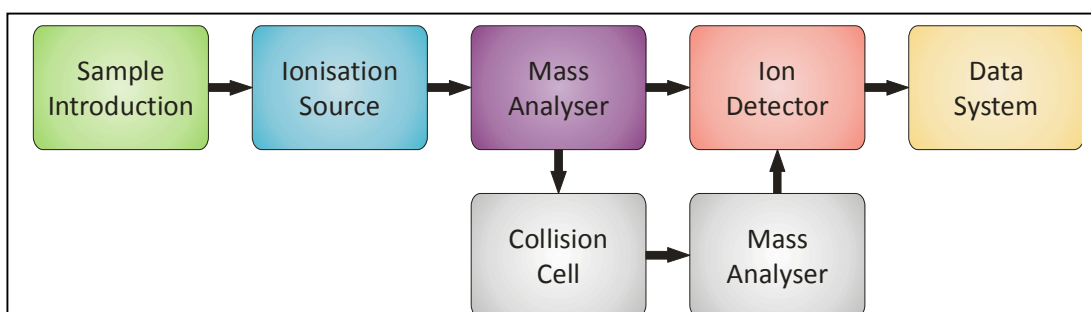 Sample
Introduction
Ionisation
Source
Mass
Analyser
Ion
Detector
Data
System
Collision
Cell
Mass
Analyser